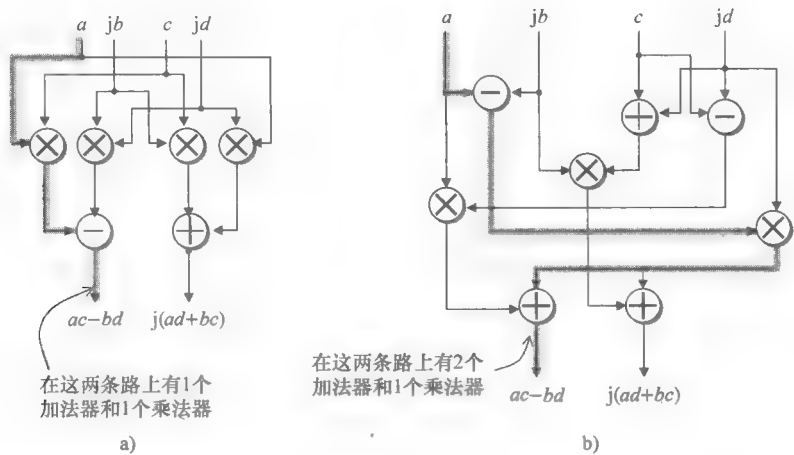 a jb c jd
ac−bd j(ad+bc)
在这两条路上有1个
加法器和1个乘法器
a)
a jb c jd
在这两条路上有2个
加法器和1个乘法器
ac−bd j(ad+bc)
b)